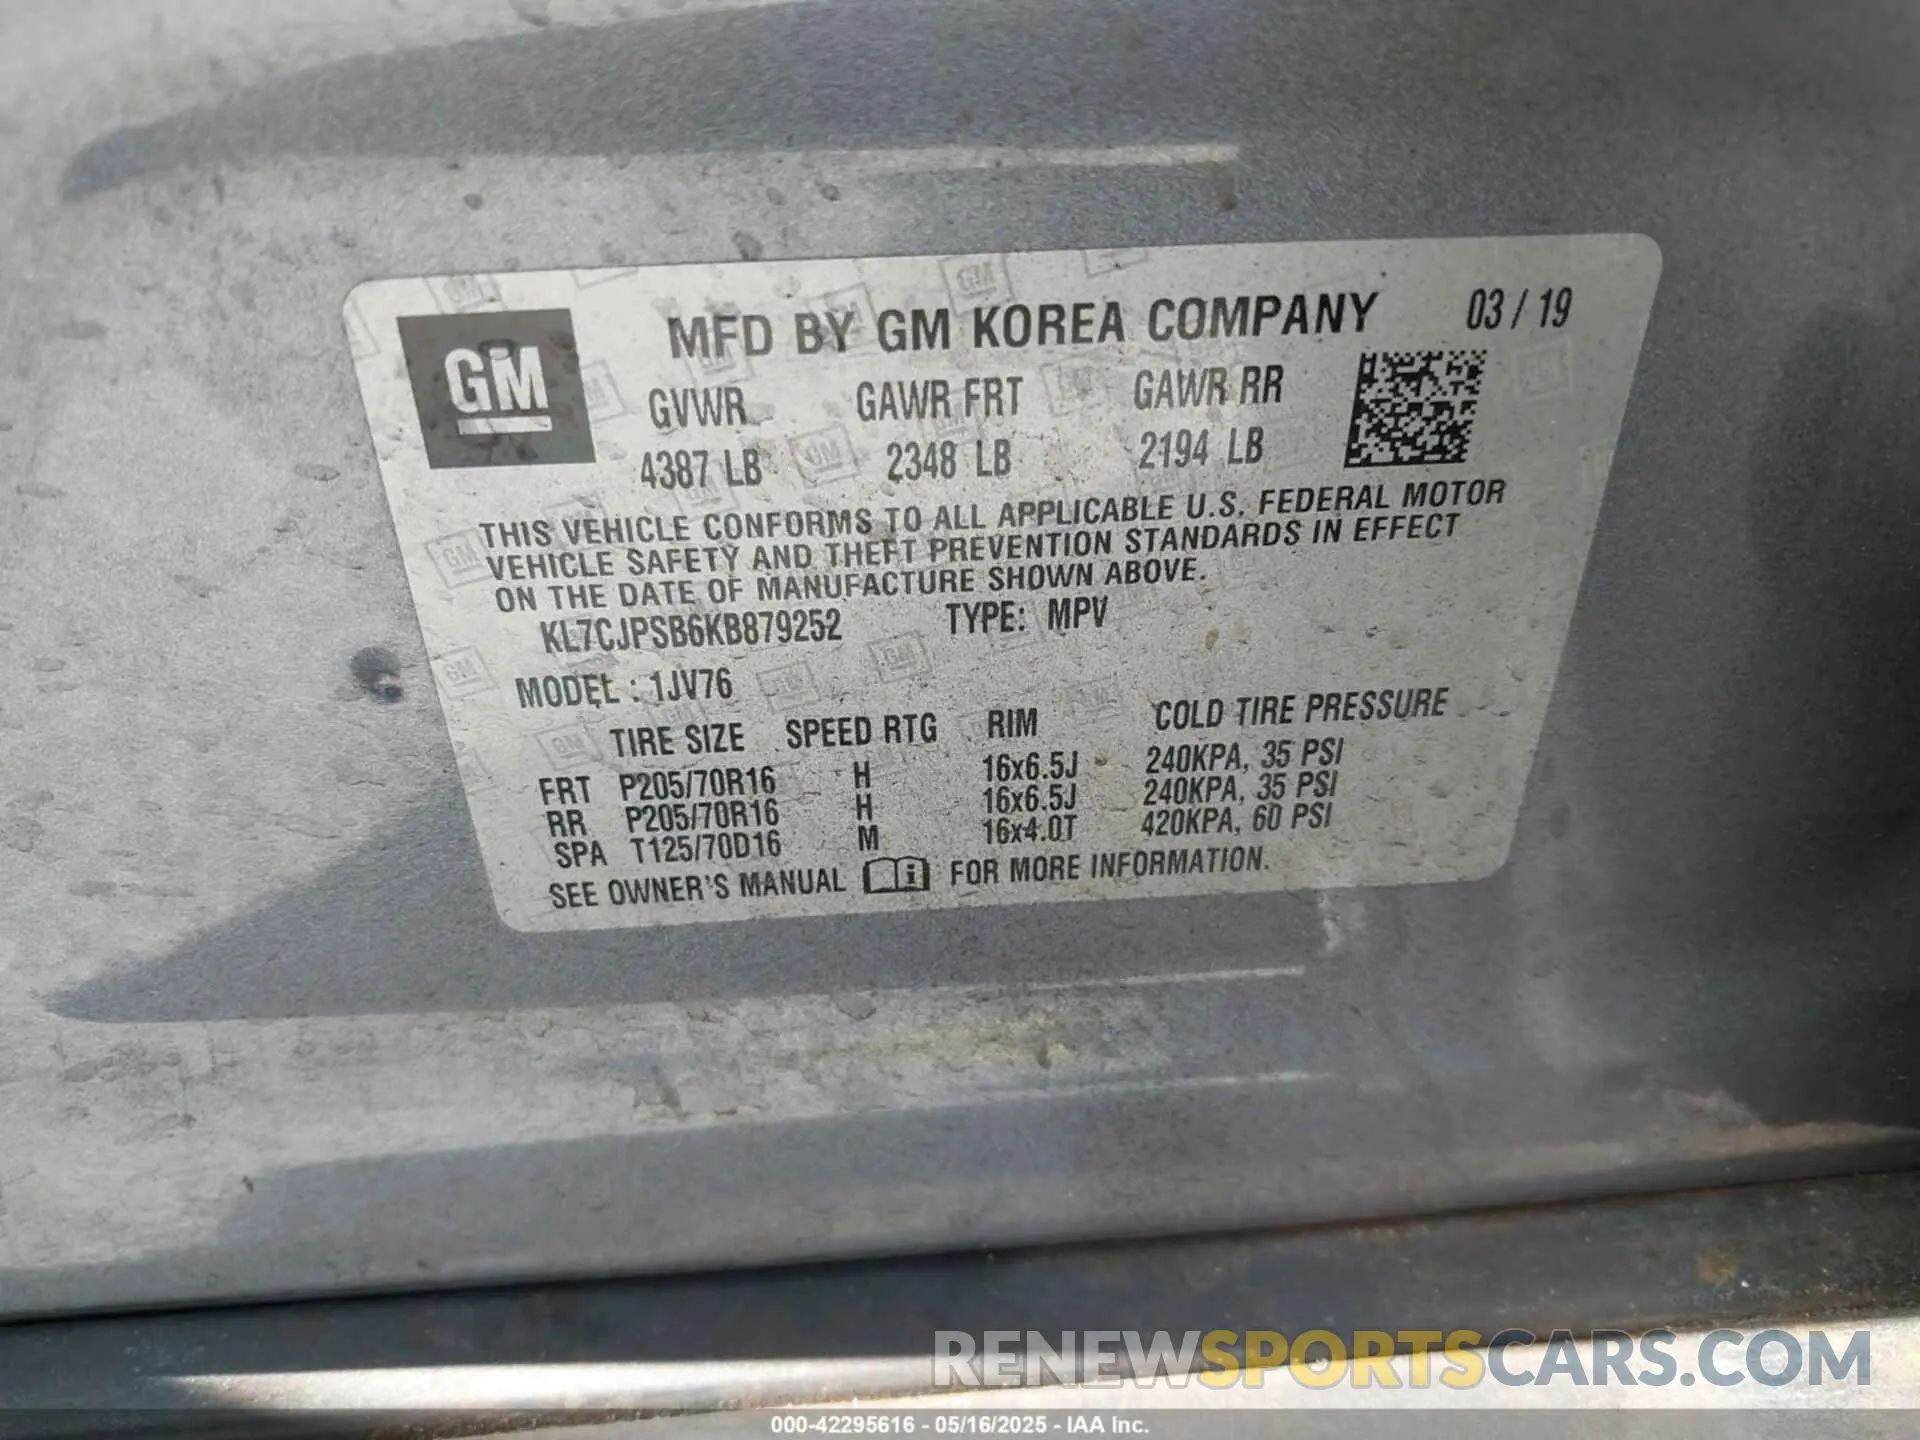 GM
MFD BY GM KOREA COMPANY 03 / 19
GVWR GAWR FRT GAWR RR
4387 LB 2348 LB 2194 LB
THIS VEHICLE CONFORMS TO ALL APPLICABLE U.S. FEDERAL MOTOR
VEHICLE SAFETY AND THEFT PREVENTION STANDARDS IN EFFECT
ON THE DATE OF MANUFACTURE SHOWN ABOVE.
KL7CJPSB6KB879252 TYPE: MPV
MODEL : 1JV76
TIRE SIZE SPEED RTG RIM COLD TIRE PRESSURE
FRT P205/70R16 H 16x6.5J 240KPA, 35 PSI
RR P205/70R16 H 16x6.5J 240KPA, 35 PSI
SPA T125/70D16 M 16x4.0T 420KPA, 60 PSI
SEE OWNER'S MANUAL FOR MORE INFORMATION.
RENEWSPORTSCARS.COM
000-42295616 - 05/16/2025 - IAA Inc.